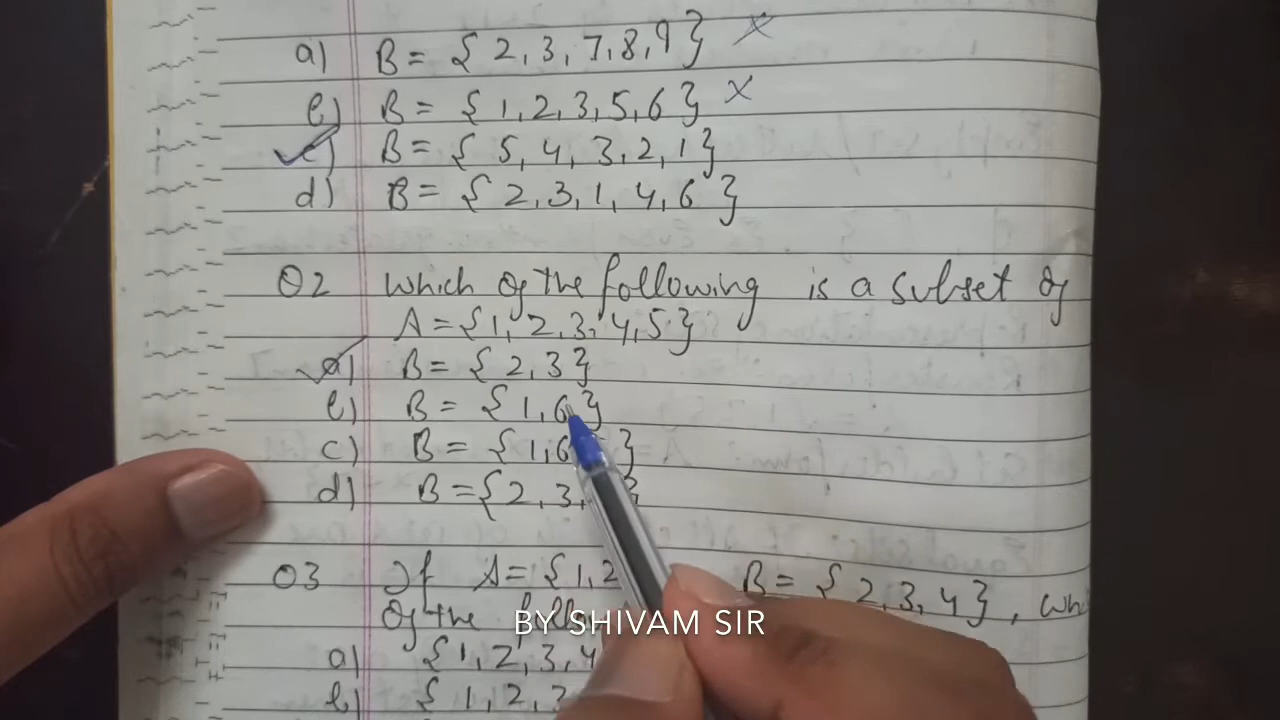 a) B = { 2, 3, 7, 8, 9 } ×
b) B = { 1, 2, 3, 5, 6 } ×
c) B = { 5, 4, 3, 2, 1 }
d) B = { 2, 3, 1, 4, 6 }
Q2 Which of the following is a subset of
A = {1, 2, 3, 4, 5}
a) B = { 2, 3 }
b) B = { 1, 6 }
c) B = { 1, 6 }
d) B = { 2, 3, }
Q3 If A = { 1, 2 B = { 2, 3, 4 } ,
Of the
BY SHIVAM SIR
a) { 1, 2, 3, 4
b) { 1, 2, 3